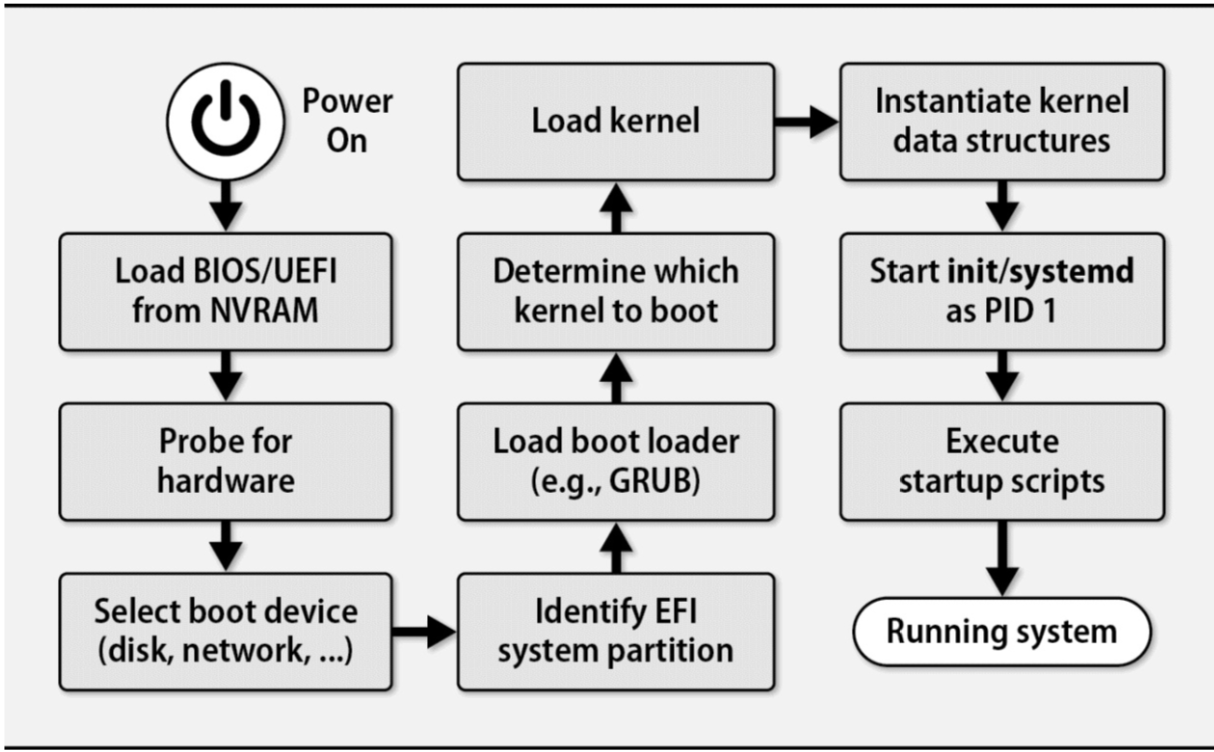 Power
On
Load BIOS/UEFI
from NVRAM
Probe for
hardware
Select boot device
(disk, network, ...)
Identify EFI
system partition
Load boot loader
(e.g., GRUB)
Determine which
kernel to boot
Load kernel
Instantiate kernel
data structures
Start init/systemd
as PID 1
Execute
startup scripts
Running system